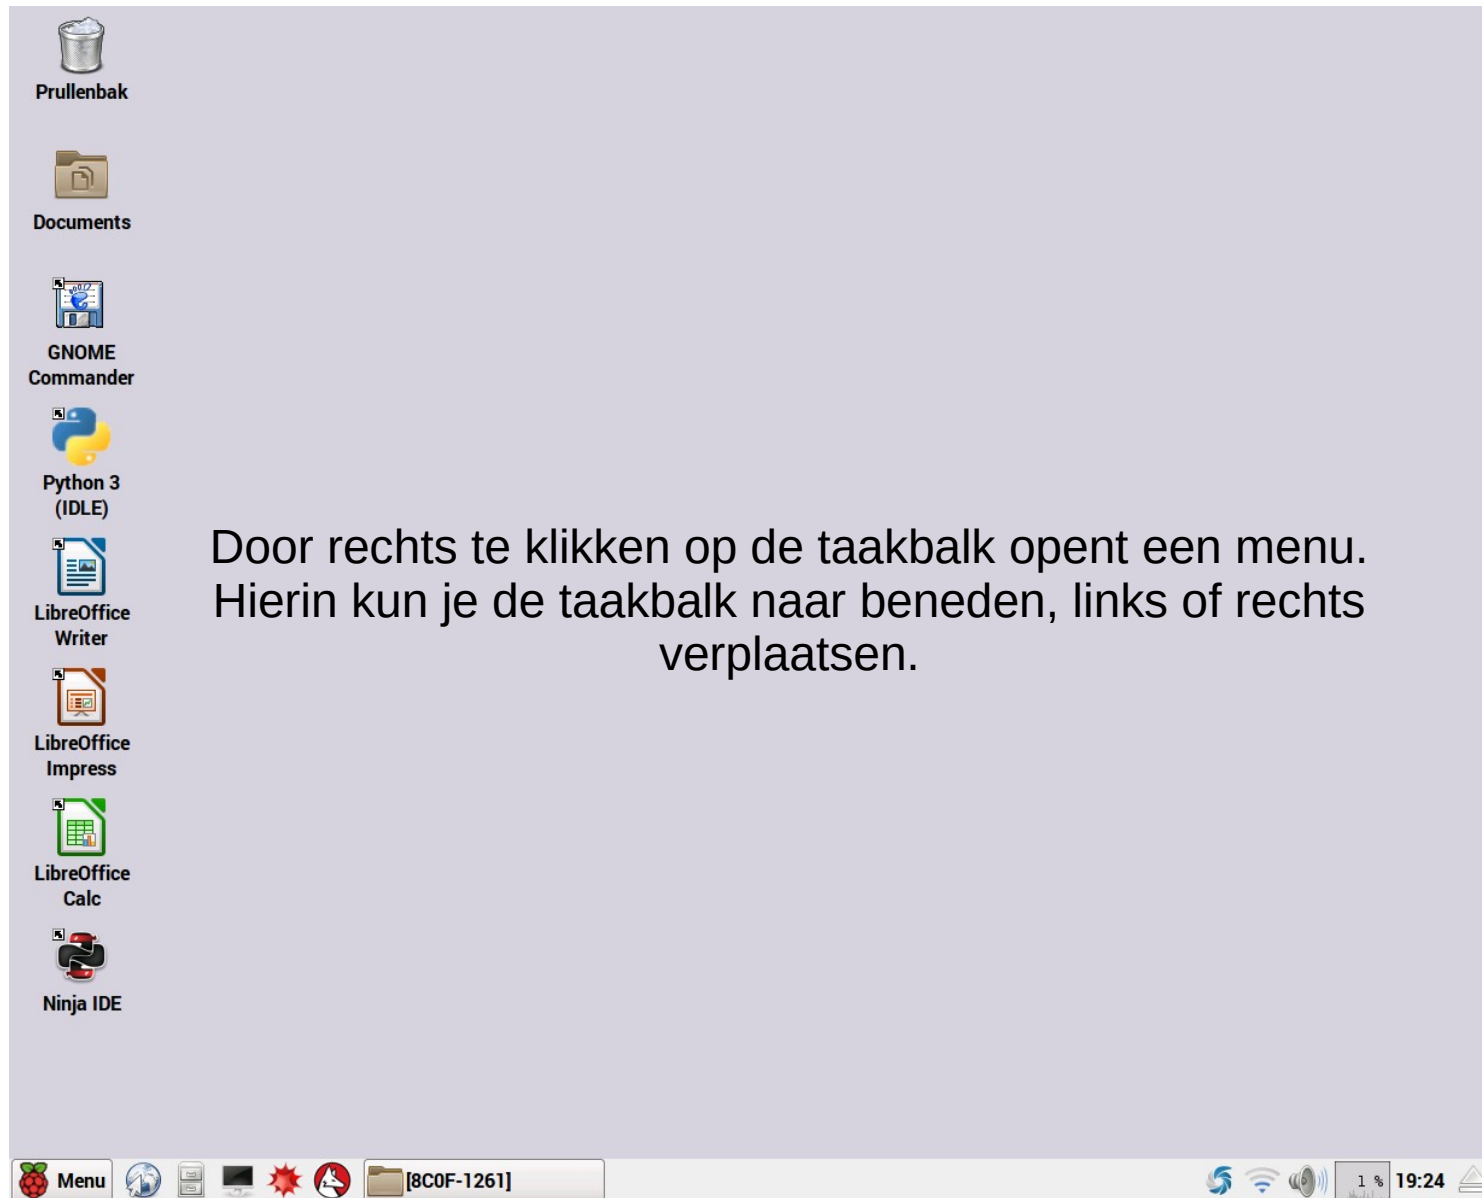 Prullenbak
Documents
GNOME
Commander
Python 3
(IDLE)
LibreOffice
Writer
LibreOffice
Impress
LibreOffice
Calc
Ninja IDE
Door rechts te klikken op de taakbalk opent een menu.
Hierin kun je de taakbalk naar beneden, links of rechts
verplaatsen.
Menu [8C0F-1261] 1 % 19:24